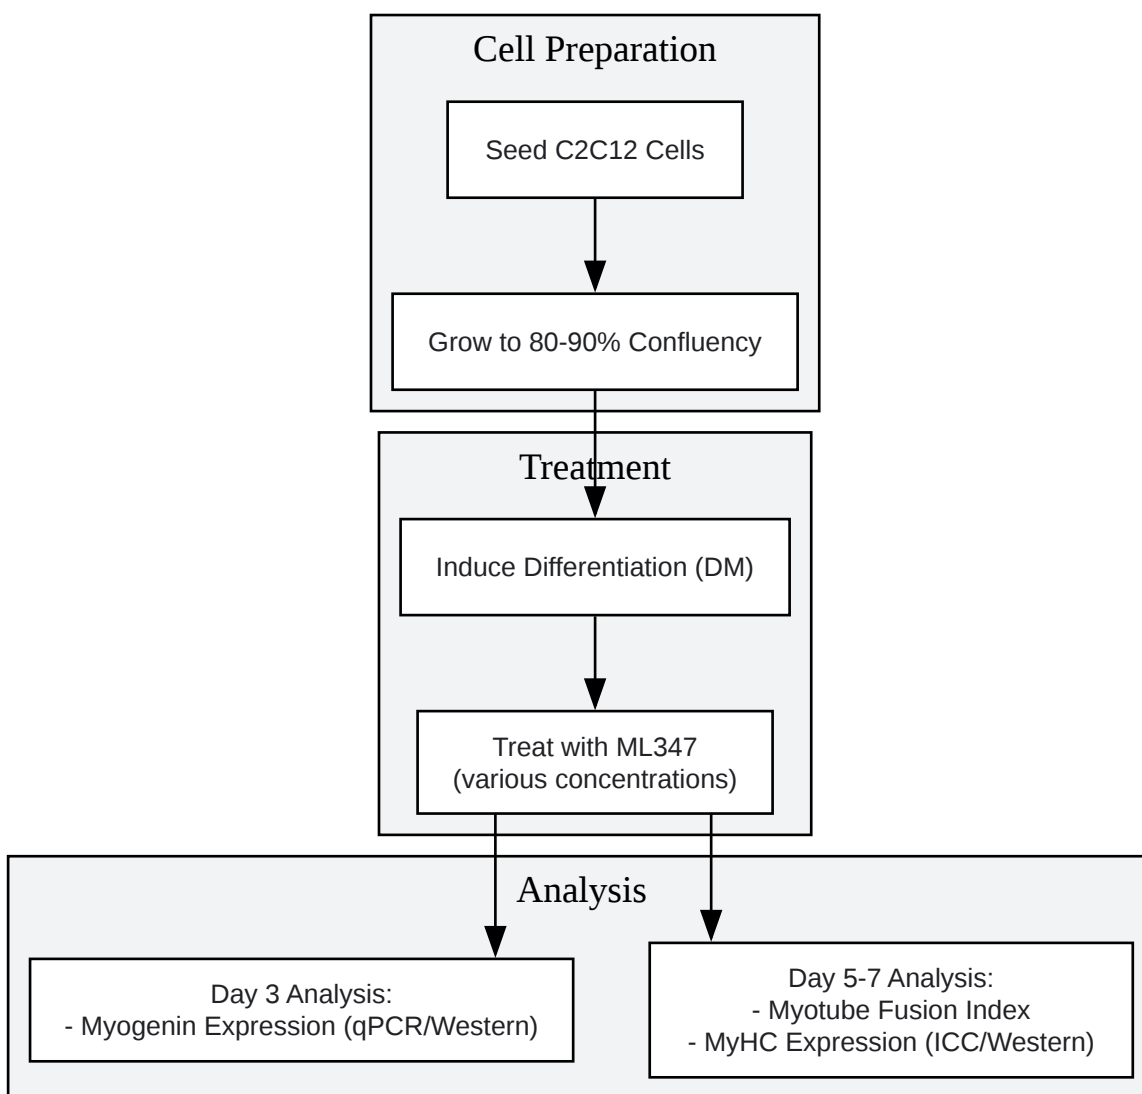 Cell Preparation
Seed C2C12 Cells
Grow to 80-90% Confluency
Treatment
Induce Differentiation (DM)
Treat with ML347
(various concentrations)
Analysis
Day 3 Analysis:
- Myogenin Expression (qPCR/Western)
Day 5-7 Analysis:
- Myotube Fusion Index
- MyHC Expression (ICC/Western)